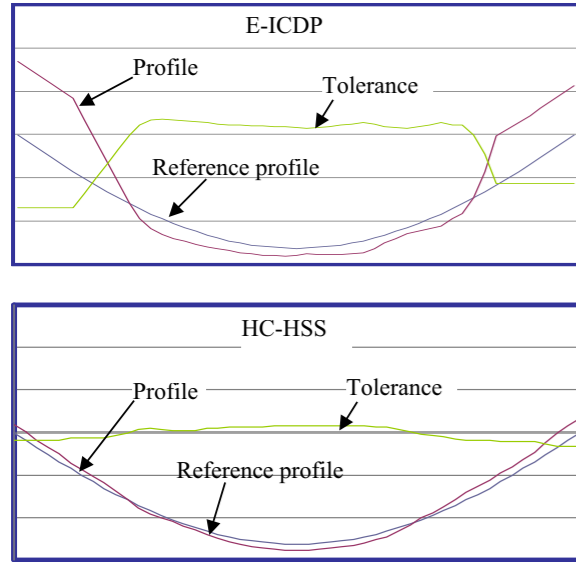 E-ICDP
Profile
Tolerance
Reference profile
HC-HSS
Profile
Tolerance
Reference profile